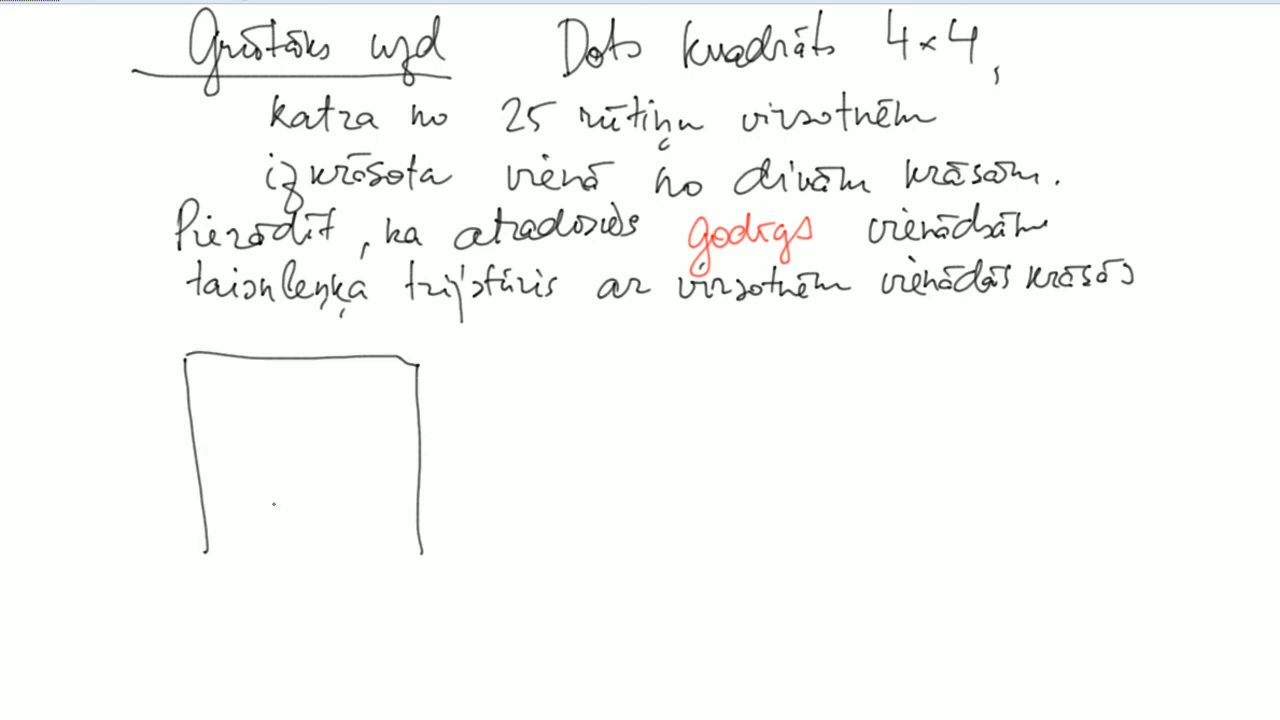 Grūtāks uzd Dots kvadrāts 4×4,
katra no 25 rūtiņu virsotnēm
izkrāsota vienā no divām krāsām.
Pierādīt, ka atradīsies godīgs vienādsānu
taisnleņķa trijstūris ar virsotnēm vienādās krāsās